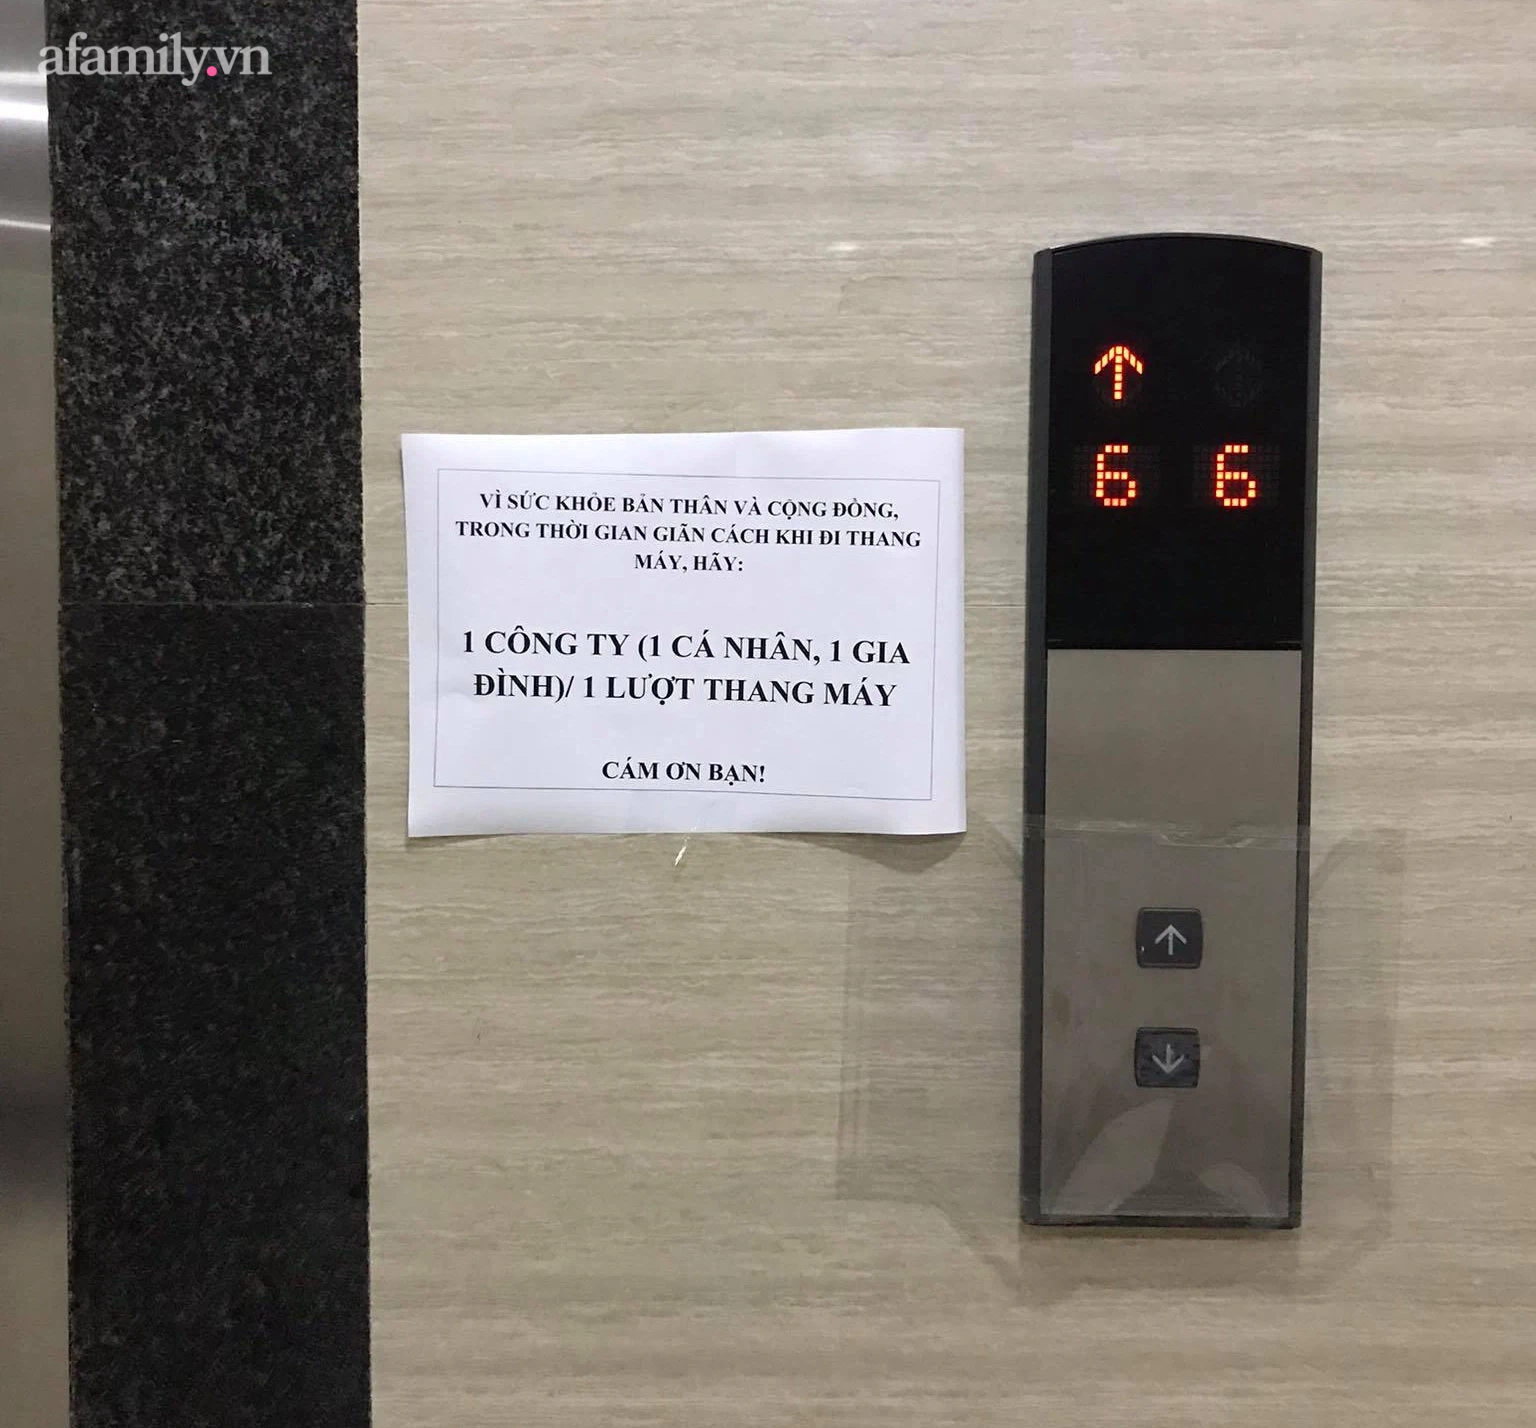 afamily.vn
VÌ SỨC KHỎE BẢN THÂN VÀ CỘNG ĐỒNG,
TRONG THỜI GIAN GIÃN CÁCH KHI ĐI THANG
MÁY, HÃY:
1 CÔNG TY (1 CÁ NHÂN, 1 GIA
ĐÌNH)/ 1 LƯỢT THANG MÁY
CÁM ƠN BẠN!
6 6